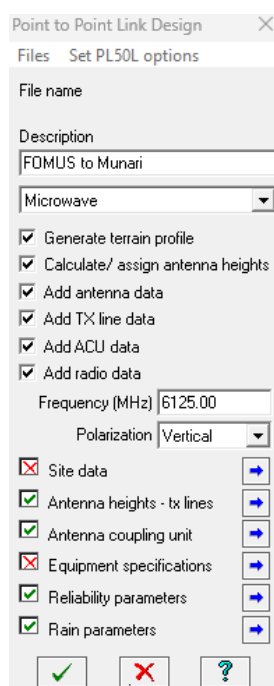 Point to Point Link Design
Files Set PL50L options
File name
Description
FOMUS to Munari
Microwave
Generate terrain profile
Calculate/ assign antenna heights
Add antenna data
Add TX line data
Add ACU data
Add radio data
Frequency (MHz) 6125.00
Polarization Vertical
Site data
Antenna heights - tx lines
Antenna coupling unit
Equipment specifications
Reliability parameters
Rain parameters
?